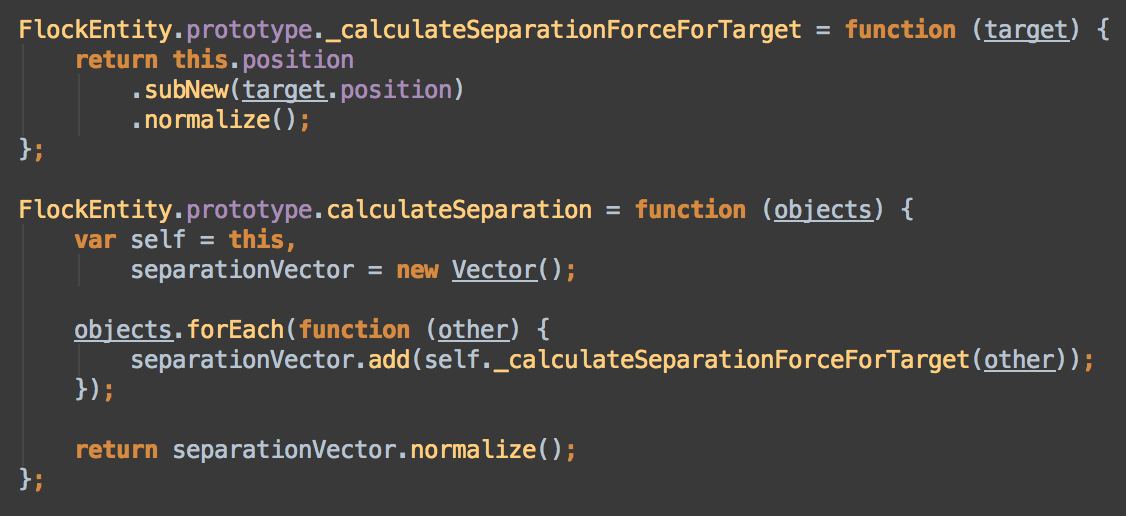 FlockEntity.prototype._calculateSeparationForceForTarget = function (target) {
    return this.position
        .subNew(target.position)
        .normalize();
};

FlockEntity.prototype.calculateSeparation = function (objects) {
    var self = this,
        separationVector = new Vector();

    objects.forEach(function (other) {
        separationVector.add(self._calculateSeparationForceForTarget(other));
    });

    return separationVector.normalize();
};